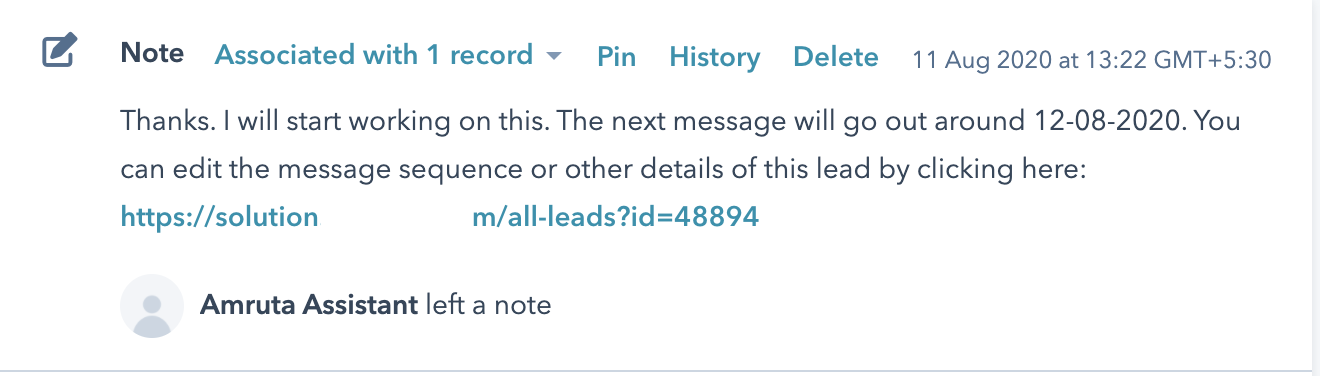 Note Associated with 1 record Pin History Delete 11 Aug 2020 at 13:22 GMT+5:30
Thanks. I will start working on this. The next message will go out around 12-08-2020. You
can edit the message sequence or other details of this lead by clicking here:
https://solution m/all-leads?id=48894
Amruta Assistant left a note